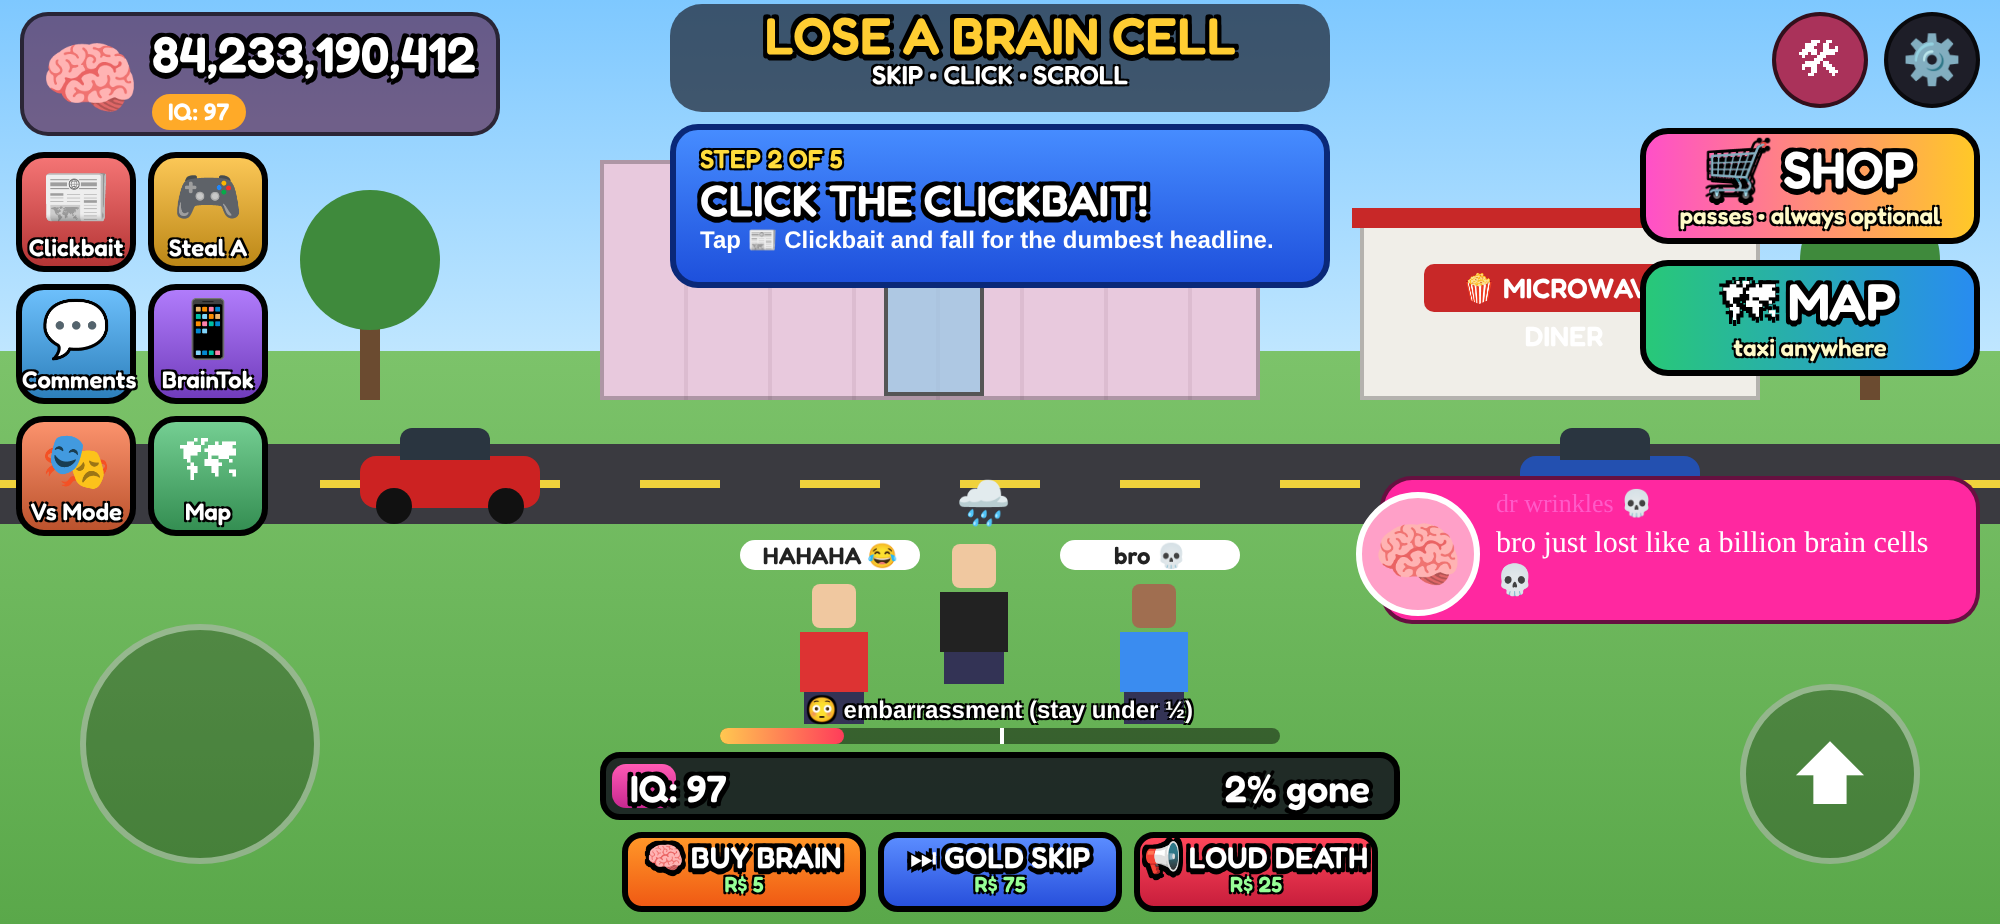 84,233,190,412
IQ: 97
LOSE A BRAIN CELL
SKIP • CLICK • SCROLL
STEP 2 OF 5
CLICK THE CLICKBAIT!
Tap 📰 Clickbait and fall for the dumbest headline.
🛒 SHOP
passes • always optional
🗺 MAP
taxi anywhere
Clickbait
Steal A
Comments
BrainTok
Vs Mode
Map
🍿
DINER
dr wrinkles 💀
bro just lost like a billion brain cells
💀
HAHAHA 😂
bro 💀
😳 embarrassment (stay under ½)
IQ: 97
2% gone
🧠 BUY BRAIN
R$ 5
⏭ GOLD SKIP
R$ 75
📢 LOUD DEATH
R$ 25